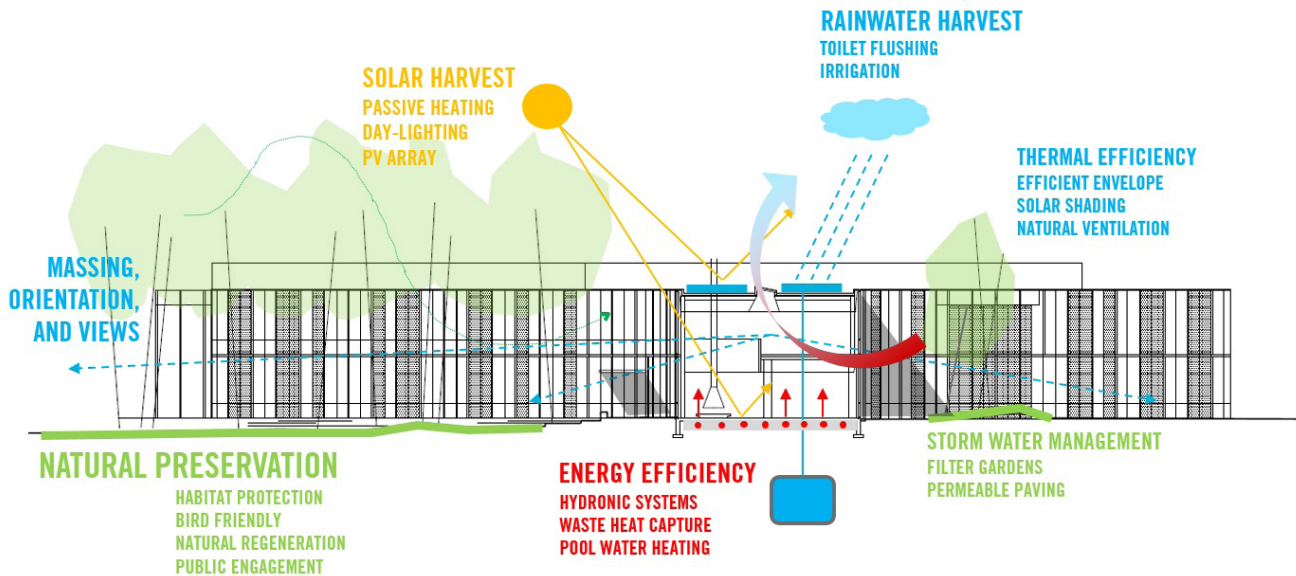 RAINWATER HARVEST
TOILET FLUSHING
IRRIGATION
SOLAR HARVEST
PASSIVE HEATING
DAY-LIGHTING
PV ARRAY
THERMAL EFFICIENCY
EFFICIENT ENVELOPE
SOLAR SHADING
NATURAL VENTILATION
MASSING,
ORIENTATION,
AND VIEWS
NATURAL PRESERVATION
HABITAT PROTECTION
BIRD FRIENDLY
NATURAL REGENERATION
PUBLIC ENGAGEMENT
ENERGY EFFICIENCY
HYDRONIC SYSTEMS
WASTE HEAT CAPTURE
POOL WATER HEATING
STORM WATER MANAGEMENT
FILTER GARDENS
PERMEABLE PAVING